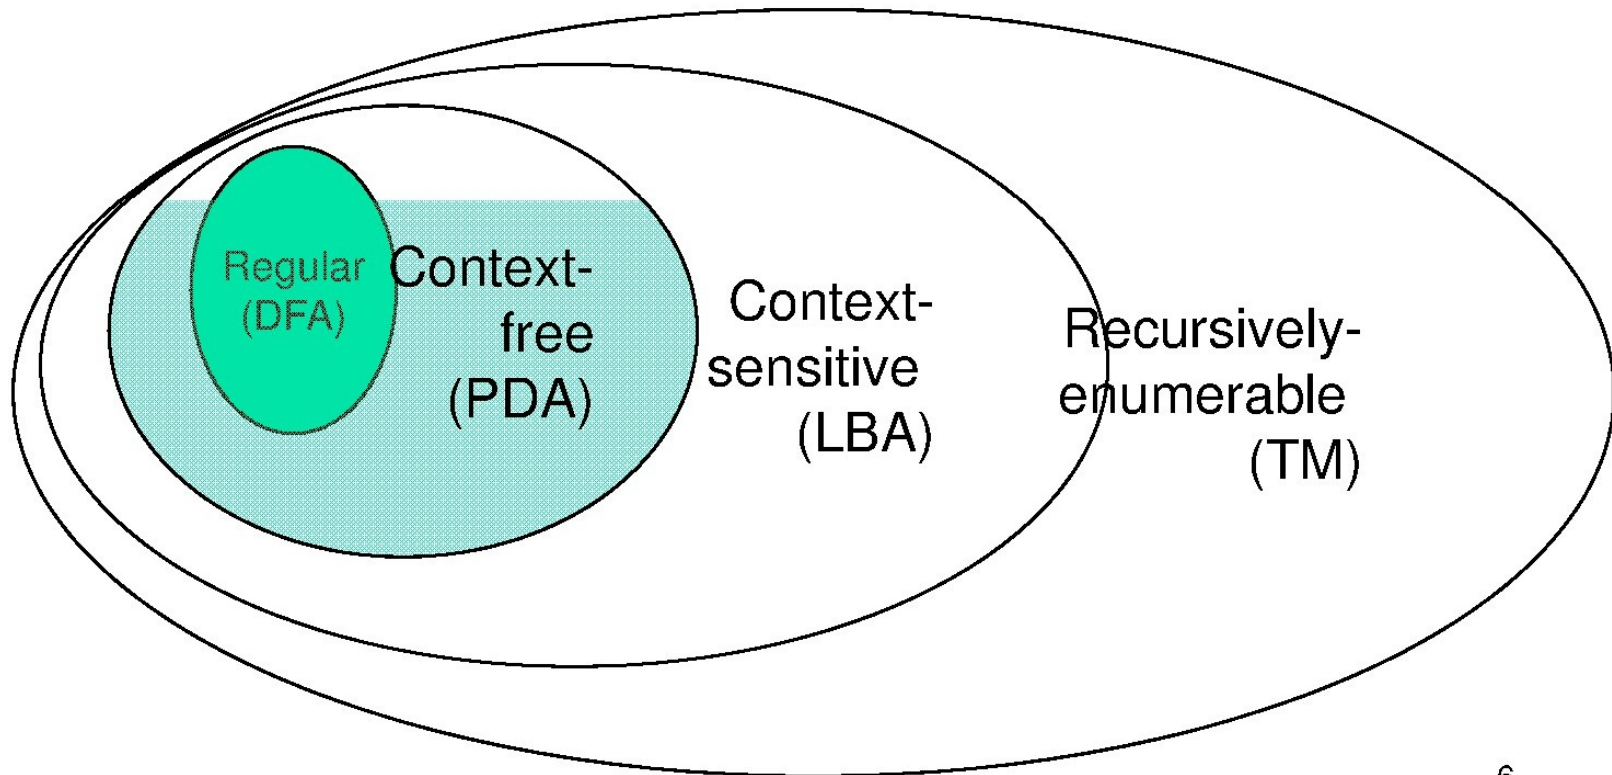 Regular
(DFA)
Context-
free
(PDA)
Context-
sensitive
(LBA)
Recursively-
enumerable
(TM)
6